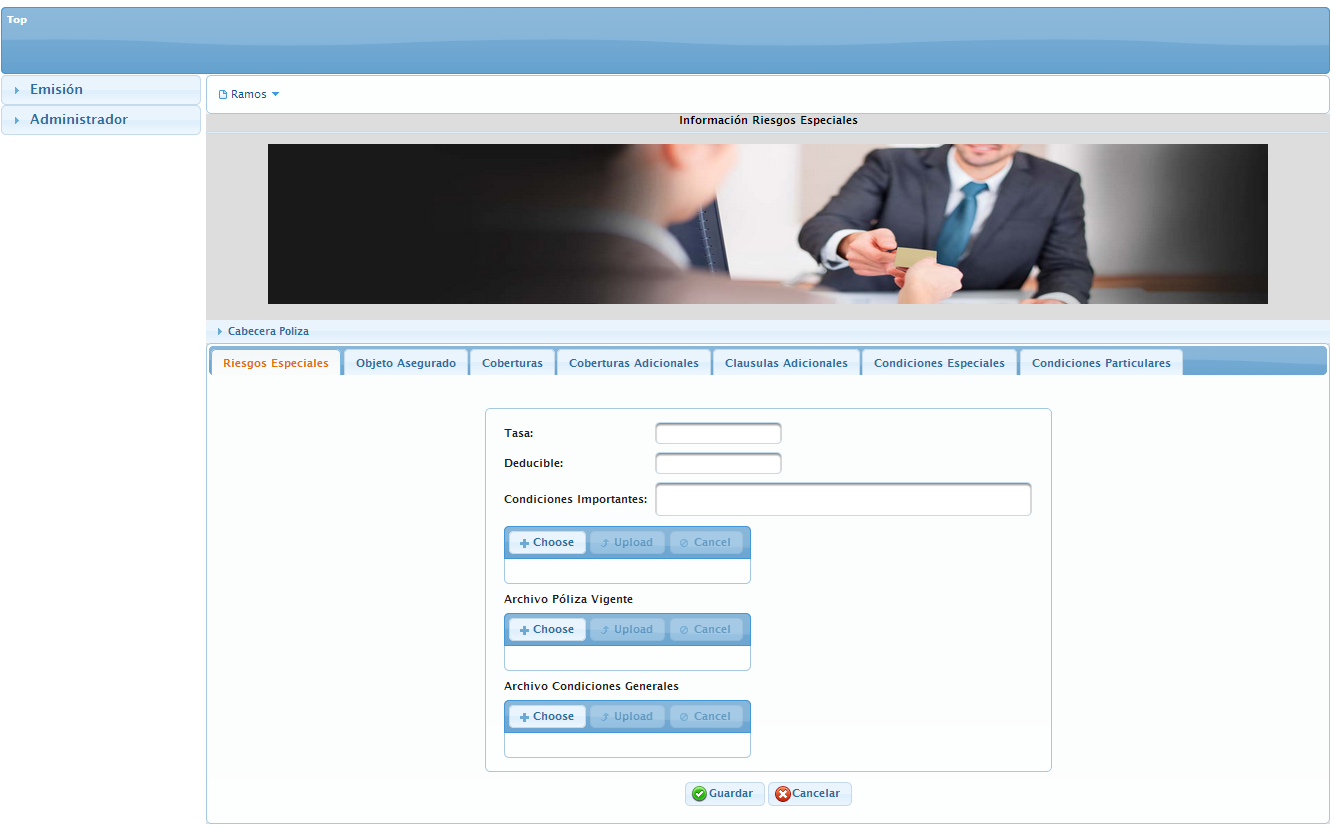 Top
Emisión
Administrador
Ramos
Información Riesgos Especiales
Cabecera Poliza
Riesgos Especiales Objeto Asegurado Coberturas Coberturas Adicionales Clausulas Adicionales Condiciones Especiales Condiciones Particulares
Tasa:
Deducible:
Condiciones Importantes:
Choose Upload Cancel
Archivo Póliza Vigente
Choose Upload Cancel
Archivo Condiciones Generales
Choose Upload Cancel
Guardar Cancelar